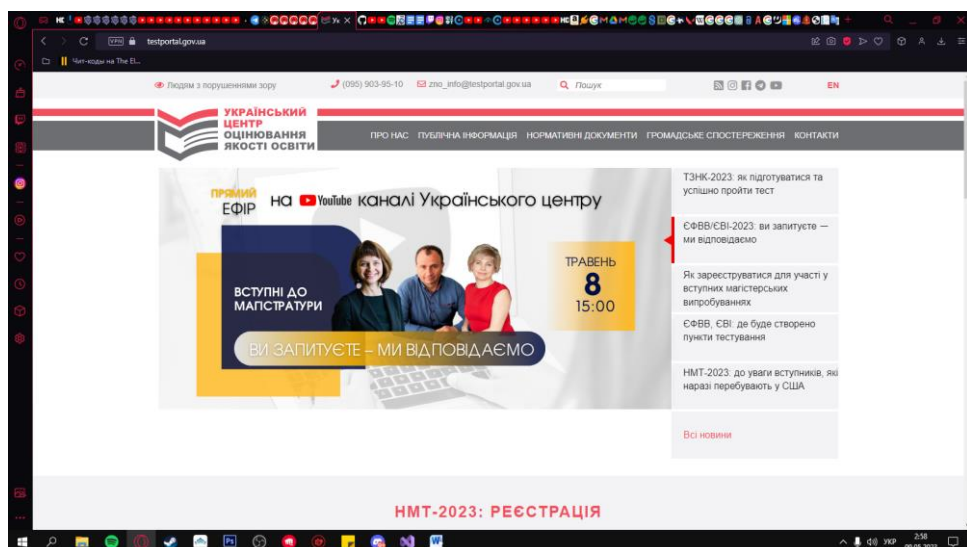 VPN
testportal.gov.ua
Чит-коды на The El...
Людям з порушеннями зору
(095) 903-95-10
zno_info@testportal.gov.ua
Пошук
EN
УКРАЇНСЬКИЙ
ЦЕНТР
ОЦІНЮВАННЯ
ЯКОСТІ ОСВІТИ
ПРО НАС ПУБЛІЧНА ІНФОРМАЦІЯ НОРМАТИВНІ ДОКУМЕНТИ ГРОМАДСЬКЕ СПОСТЕРЕЖЕННЯ КОНТАКТИ
ПРЯМИЙ
ЕФІР
на YouTube каналі Українського центру
ВСТУПНІ ДО
МАГІСТРАТУРИ
ТРАВЕНЬ
8
15:00
ВИ ЗАПИТУЄТЕ – МИ ВІДПОВІДАЄМО
ТЗНК-2023: як підготуватися та
успішно пройти тест
ЄФВВ/ЄВІ-2023: ви запитуєте —
ми відповідаємо
Як зареєструватися для участі у
вступних магістерських
випробуваннях
ЄФВВ, ЄВІ: де буде створено
пункти тестування
НМТ-2023: до уваги вступників, які
наразі перебувають у США
Всі новини
НМТ-2023: РЕЄСТРАЦІЯ
Ps
W
УКР
2:58
09.05.2023